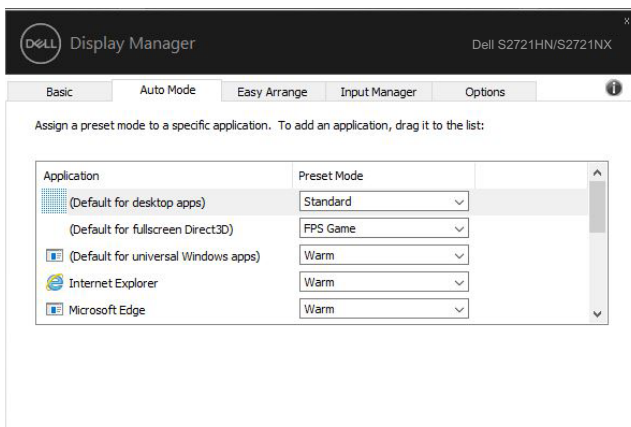 DELL Display Manager Dell S2721HN/S2721NX x
Basic Auto Mode Easy Arrange Input Manager Options i
Assign a preset mode to a specific application. To add an application, drag it to the list:
Application Preset Mode
(Default for desktop apps) Standard
(Default for fullscreen Direct3D) FPS Game
(Default for universal Windows apps) Warm
Internet Explorer Warm
Microsoft Edge Warm